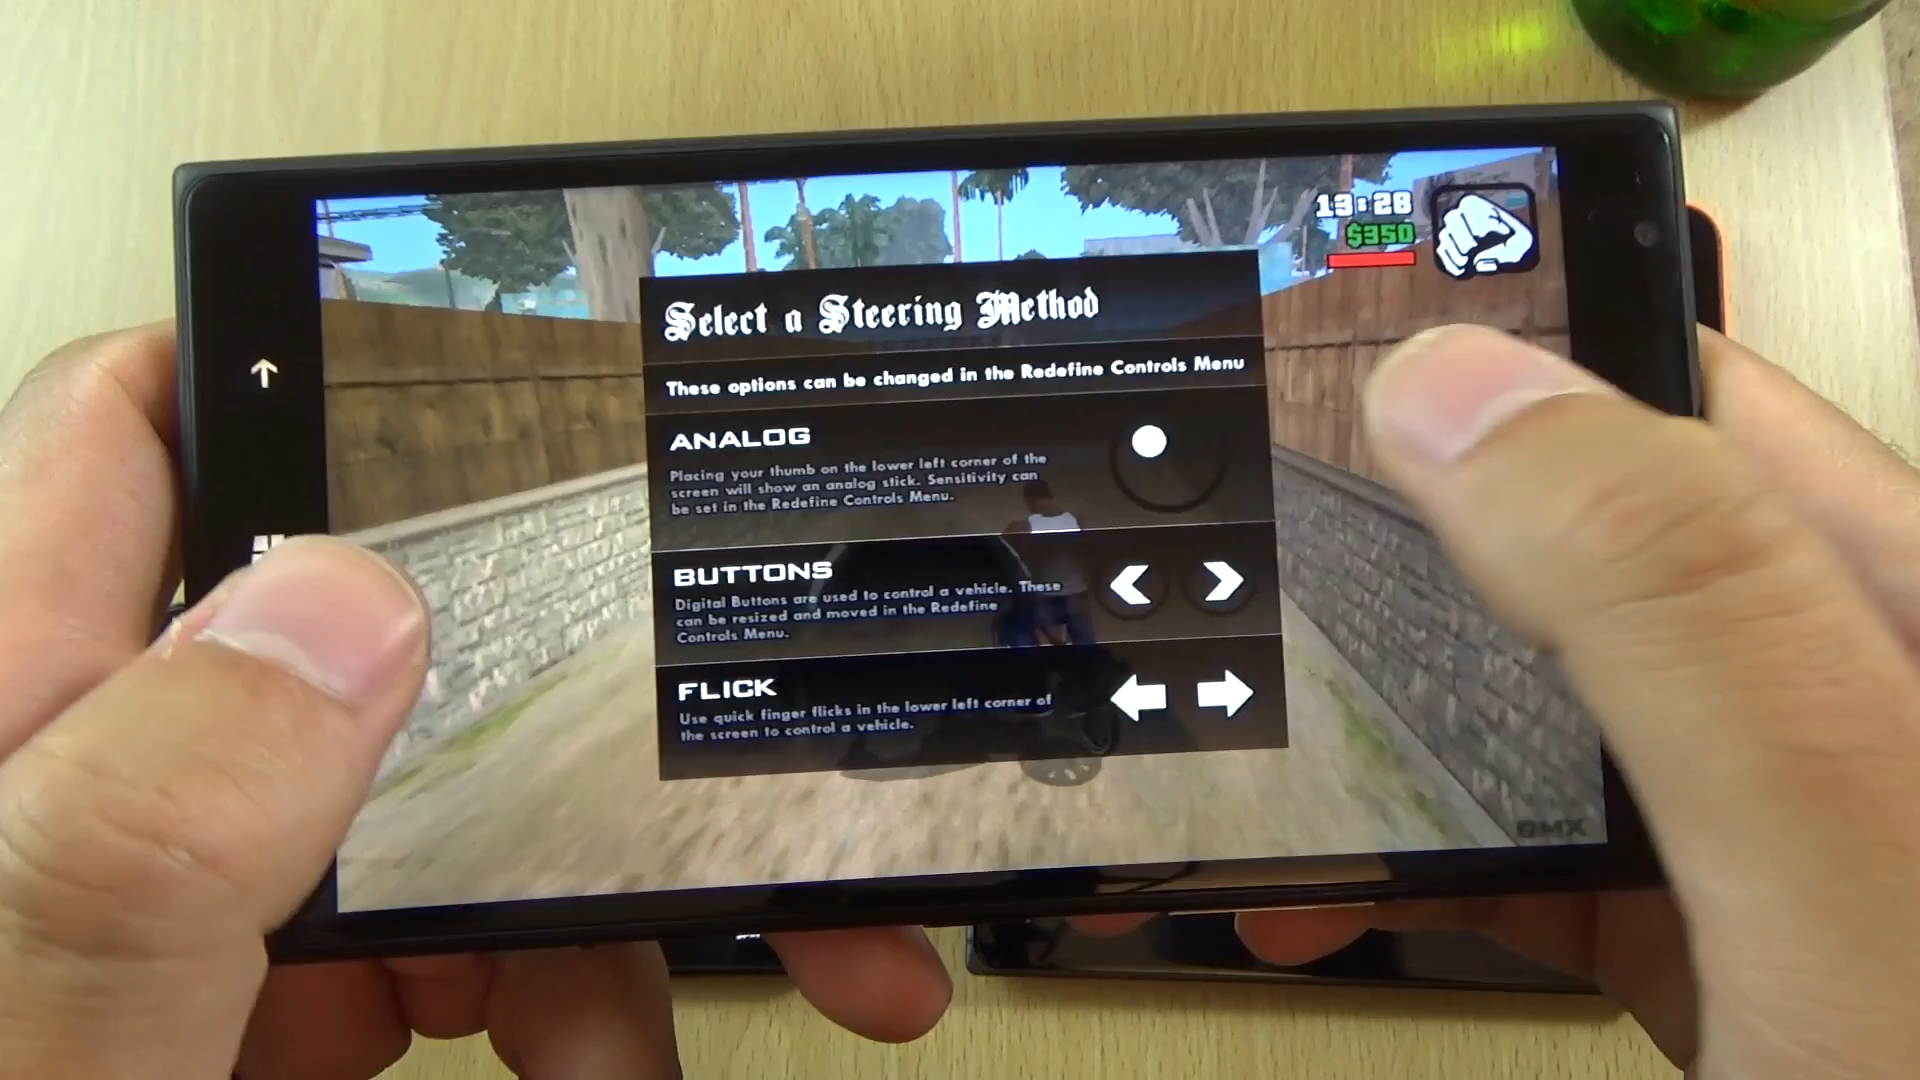 13:28
$350
Select a Steering Method
These options can be changed in the Redefine Controls Menu
ANALOG
Placing your thumb on the lower left corner of the
screen will show an analog stick. Sensitivity can
be set in the Redefine Controls Menu.
BUTTONS
Digital Buttons are used to control a vehicle. These
can be resized and moved in the Redefine
Controls Menu.
FLICK
Use quick finger flicks in the lower left corner of
the screen to control a vehicle.
BMX